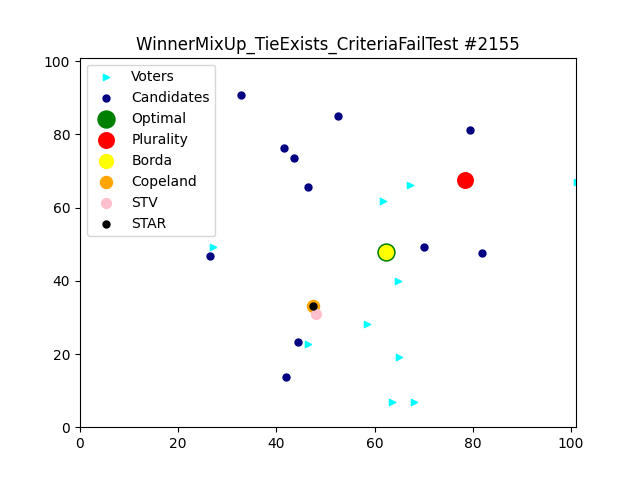 WinnerMixUp_TieExists_CriteriaFailTest #2155
100
80
60
40
20
0
Voters
Candidates
Optimal
Plurality
Borda
Copeland
STV
STAR
0 20 40 60 80 100